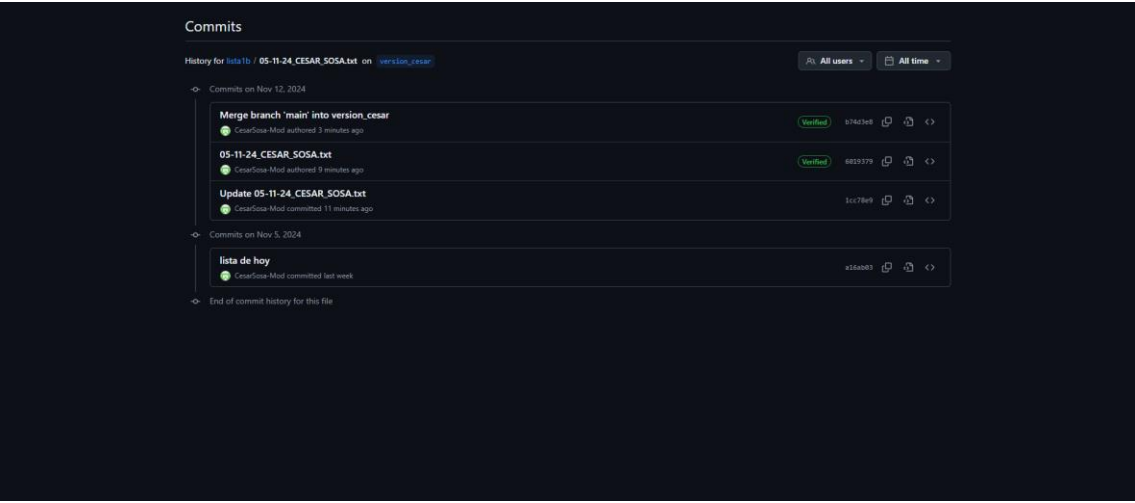 Commits
History for lista1b / 05-11-24_CESAR_SOSA.txt on version_cesar
All users
All time
Commits on Nov 12, 2024
Merge branch 'main' into version_cesar
Verified
b74d3e8
CesarSosa-Mod authored 3 minutes ago
05-11-24_CESAR_SOSA.txt
Verified
6019379
CesarSosa-Mod authored 9 minutes ago
Update 05-11-24_CESAR_SOSA.txt
1cc78e9
CesarSosa-Mod committed 11 minutes ago
Commits on Nov 5, 2024
lista de hoy
a16ab03
CesarSosa-Mod committed last week
End of commit history for this file